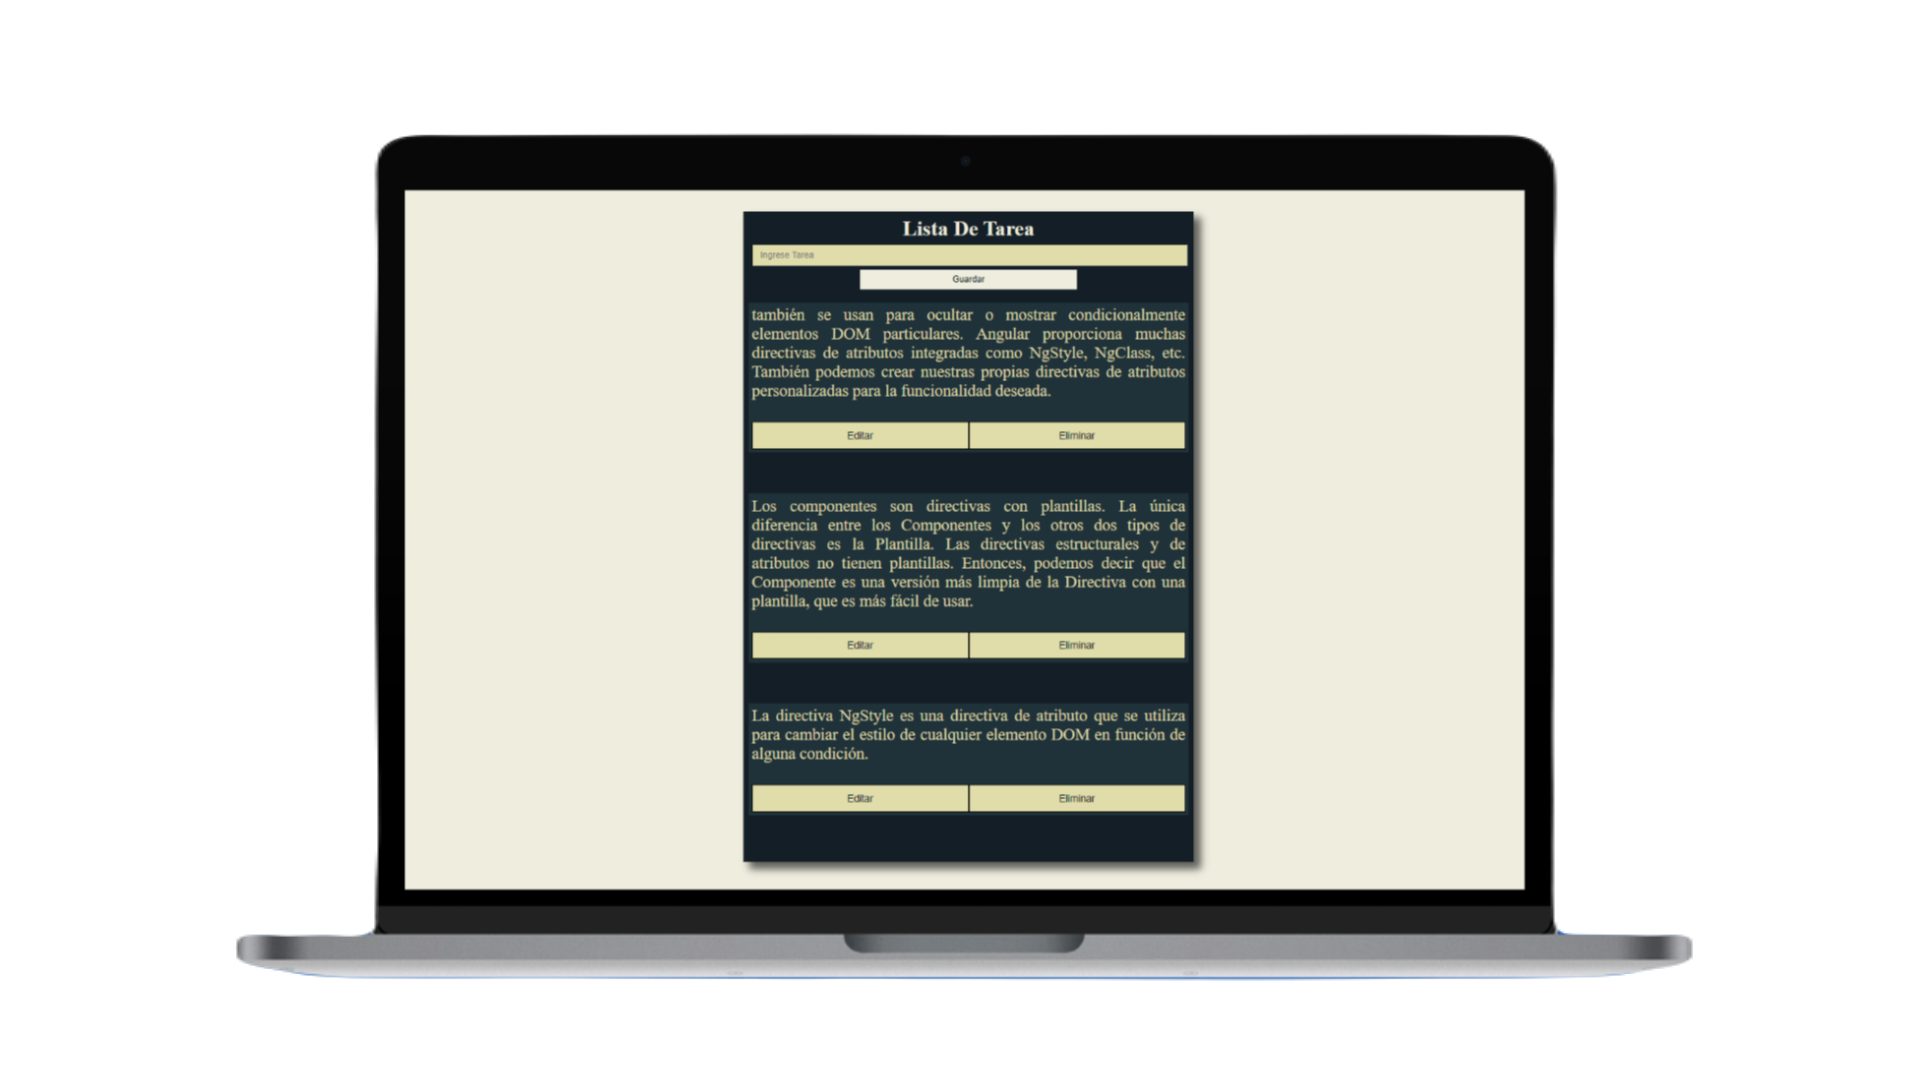 Lista De Tarea
Ingrese Tarea
Guardar
también se usan para ocultar o mostrar condicionalmente
elementos DOM particulares. Angular proporciona muchas
directivas de atributos integradas como NgStyle, NgClass, etc.
También podemos crear nuestras propias directivas de atributos
personalizadas para la funcionalidad deseada.
Editar Eliminar
Los componentes son directivas con plantillas. La única
diferencia entre los Componentes y los otros dos tipos de
directivas es la Plantilla. Las directivas estructurales y de
atributos no tienen plantillas. Entonces, podemos decir que el
Componente es una versión más limpia de la Directiva con una
plantilla, que es más fácil de usar.
Editar Eliminar
La directiva NgStyle es una directiva de atributo que se utiliza
para cambiar el estilo de cualquier elemento DOM en función de
alguna condición.
Editar Eliminar